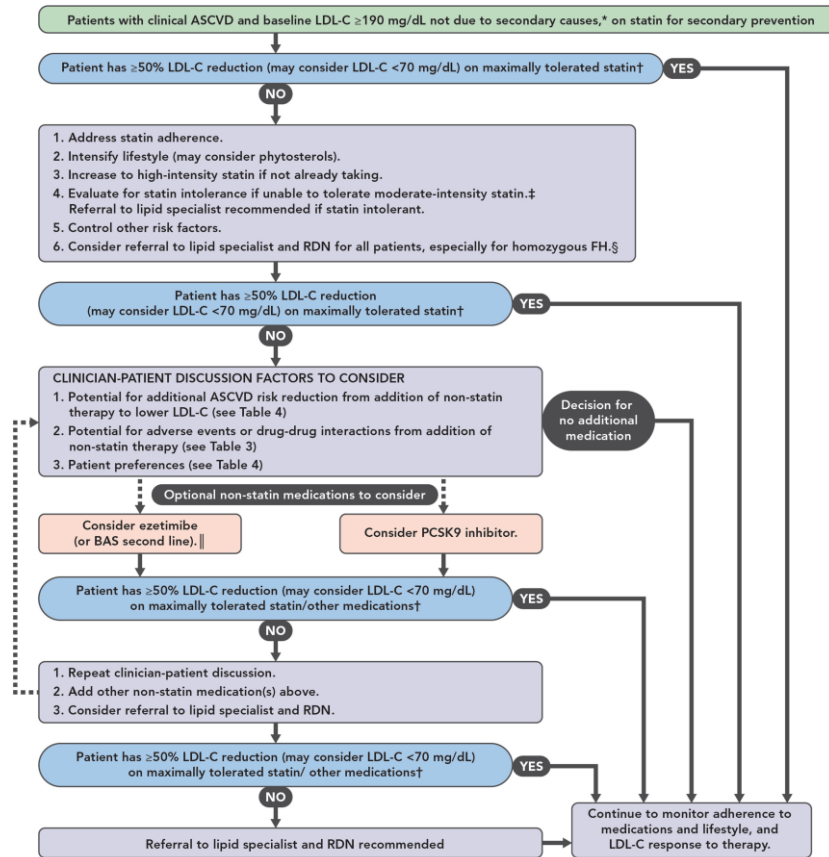 Patients with clinical ASCVD and baseline LDL-C ≥190 mg/dL not due to secondary causes,* on statin for secondary prevention
Patient has ≥50% LDL-C reduction (may consider LDL-C <70 mg/dL) on maximally tolerated statin†
YES
NO
1. Address statin adherence.
2. Intensify lifestyle (may consider phytosterols).
3. Increase to high-intensity statin if not already taking.
4. Evaluate for statin intolerance if unable to tolerate moderate-intensity statin.‡
Referral to lipid specialist recommended if statin intolerant.
5. Control other risk factors.
6. Consider referral to lipid specialist and RDN for all patients, especially for homozygous FH.§
Patient has ≥50% LDL-C reduction
(may consider LDL-C <70 mg/dL) on maximally tolerated statin†
YES
NO
CLINICIAN-PATIENT DISCUSSION FACTORS TO CONSIDER
1. Potential for additional ASCVD risk reduction from addition of non-statin
therapy to lower LDL-C (see Table 4)
2. Potential for adverse events or drug-drug interactions from addition of
non-statin therapy (see Table 3)
3. Patient preferences (see Table 4)
Decision for
no additional
medication
Optional non-statin medications to consider
Consider ezetimibe
(or BAS second line).‖
Consider PCSK9 inhibitor.
Patient has ≥50% LDL-C reduction (may consider LDL-C <70 mg/dL)
on maximally tolerated statin/other medications†
YES
NO
1. Repeat clinician-patient discussion.
2. Add other non-statin medication(s) above.
3. Consider referral to lipid specialist and RDN.
Patient has ≥50% LDL-C reduction (may consider LDL-C <70 mg/dL)
on maximally tolerated statin/ other medications†
YES
NO
Referral to lipid specialist and RDN recommended
Continue to monitor adherence to
medications and lifestyle, and
LDL-C response to therapy.